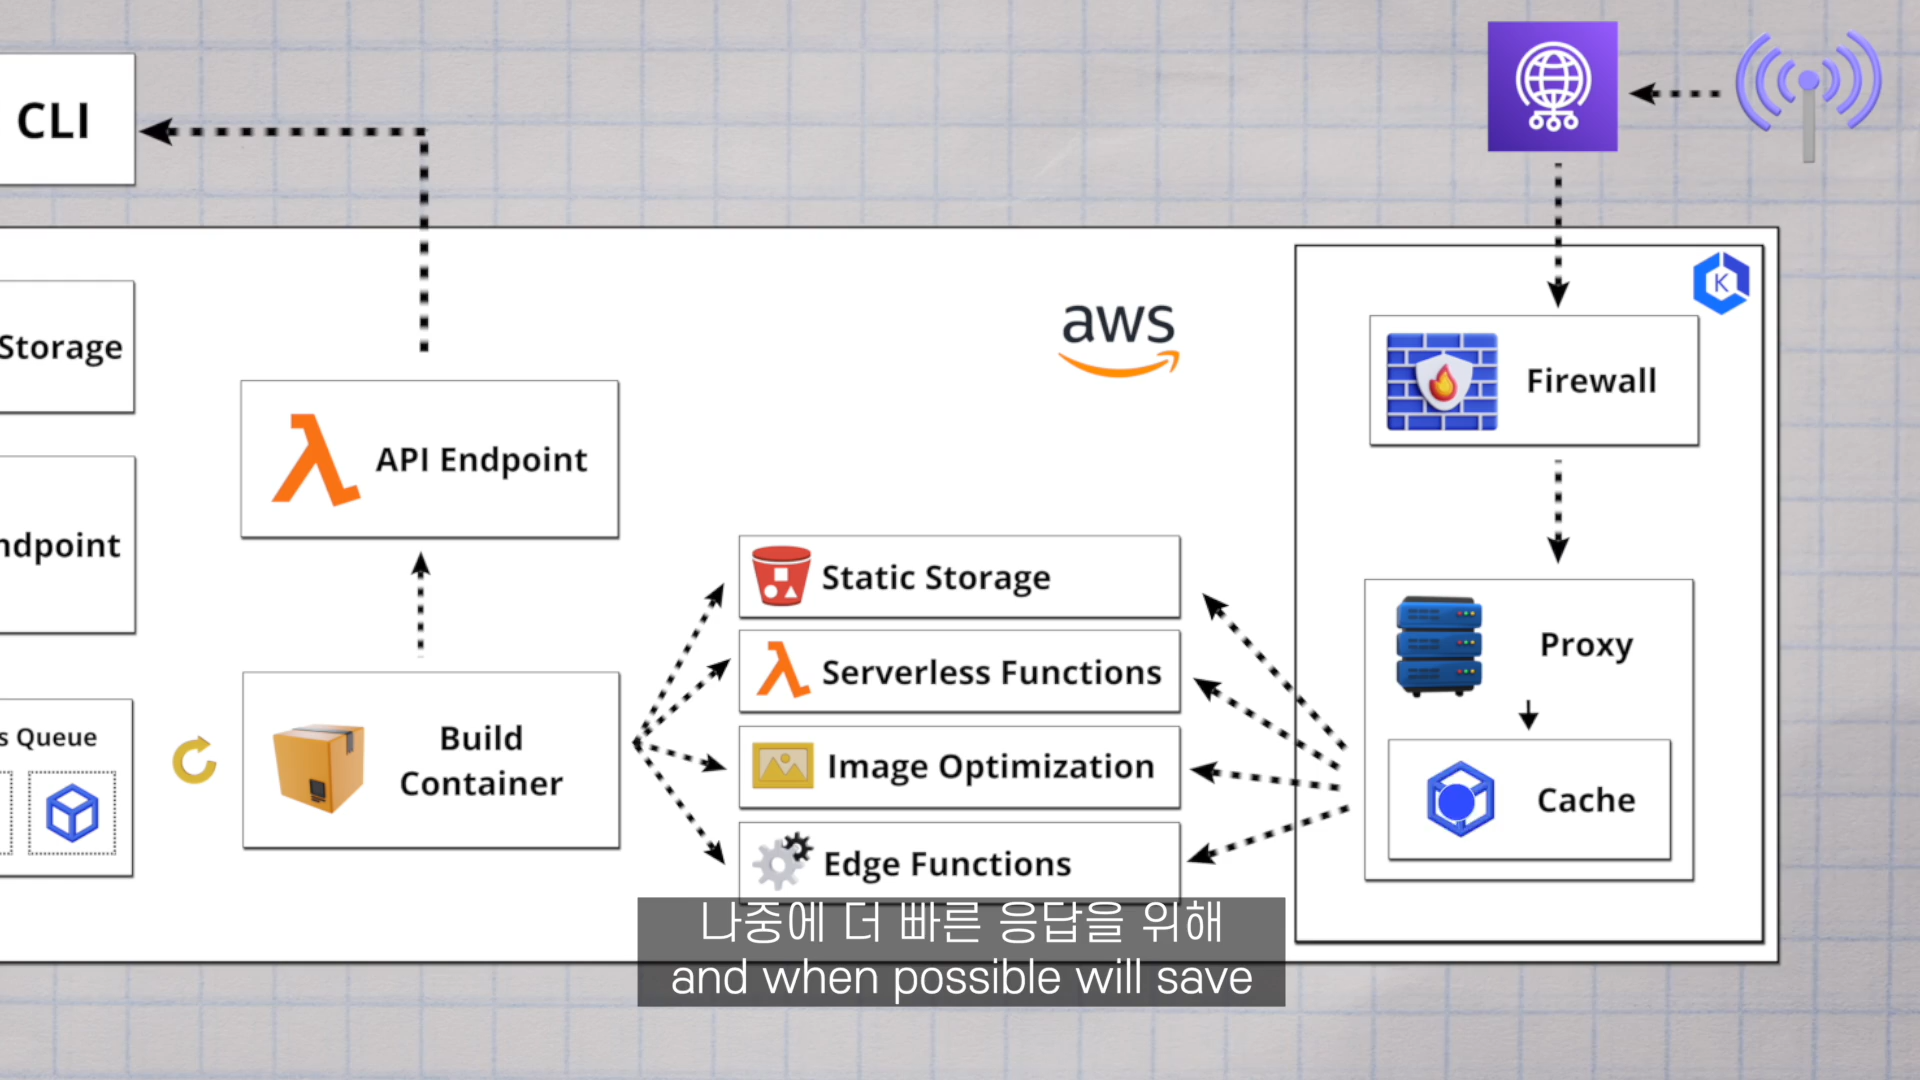 CLI
Storage
ndpoint
s Queue
API Endpoint
Build
Container
aws
Static Storage
Serverless Functions
Image Optimization
Edge Functions
K
Firewall
Proxy
Cache
나중에 더 빠른 응답을 위해
and when possible will save